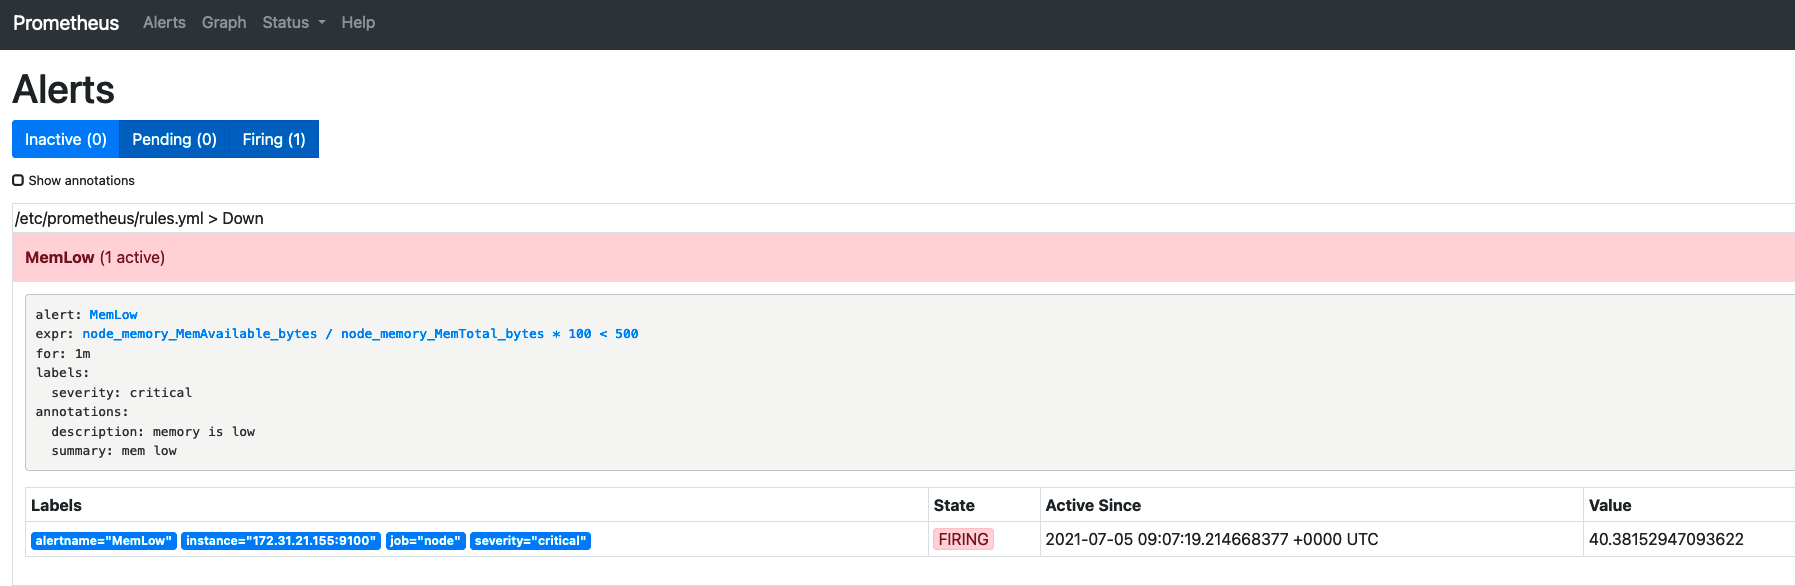 Prometheus Alerts Graph Status Help
Alerts
Inactive (0) Pending (0) Firing (1)
Show annotations
/etc/prometheus/rules.yml > Down
MemLow (1 active)
alert: MemLow
expr: node_memory_MemAvailable_bytes / node_memory_MemTotal_bytes * 100 < 500
for: 1m
labels:
  severity: critical
annotations:
  description: memory is low
  summary: mem low
Labels State Active Since Value
alertname="MemLow" instance="172.31.21.155:9100" job="node" severity="critical" FIRING 2021-07-05 09:07:19.214668377 +0000 UTC 40.38152947093622